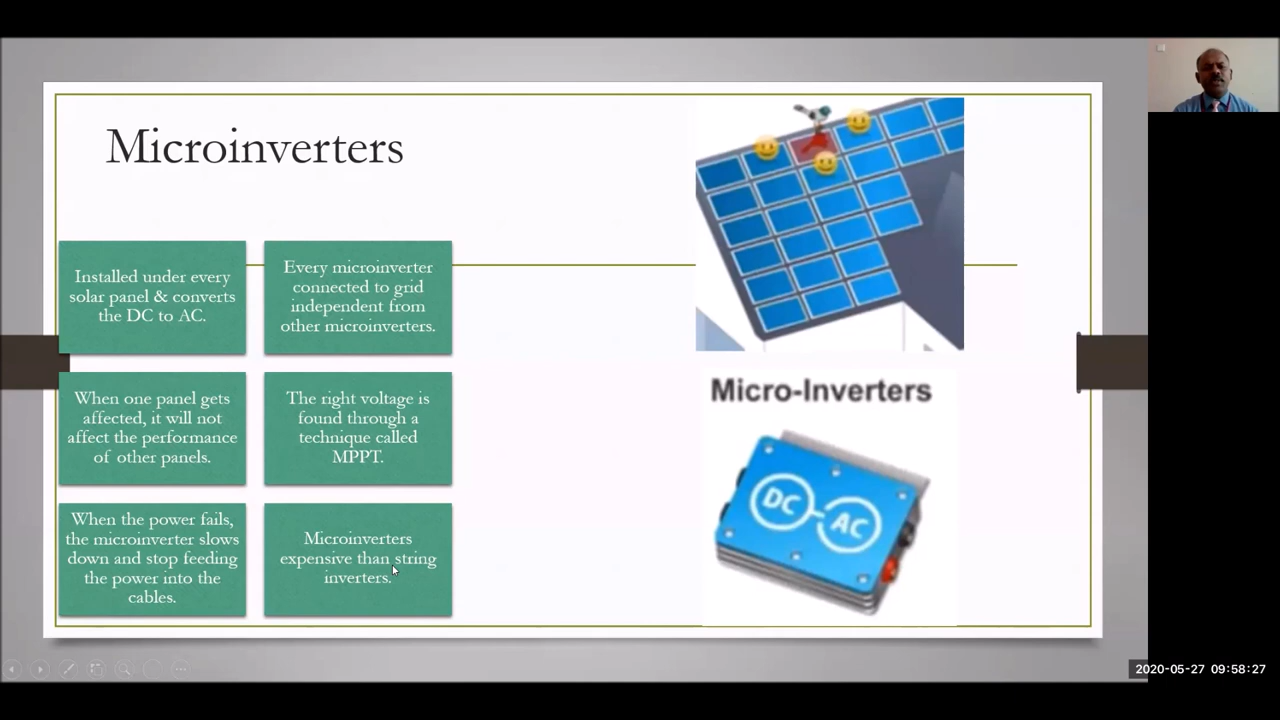 Microinverters
Installed under every
solar panel & converts
the DC to AC.
Every microinverter
connected to grid
independent from
other microinverters.
When one panel gets
affected, it will not
affect the performance
of other panels.
The right voltage is
found through a
technique called
MPPT.
When the power fails,
the microinverter slows
down and stop feeding
the power into the
cables.
Microinverters
expensive than string
inverters.
Micro-Inverters
DC
AC
2020-05-27 09:58:27